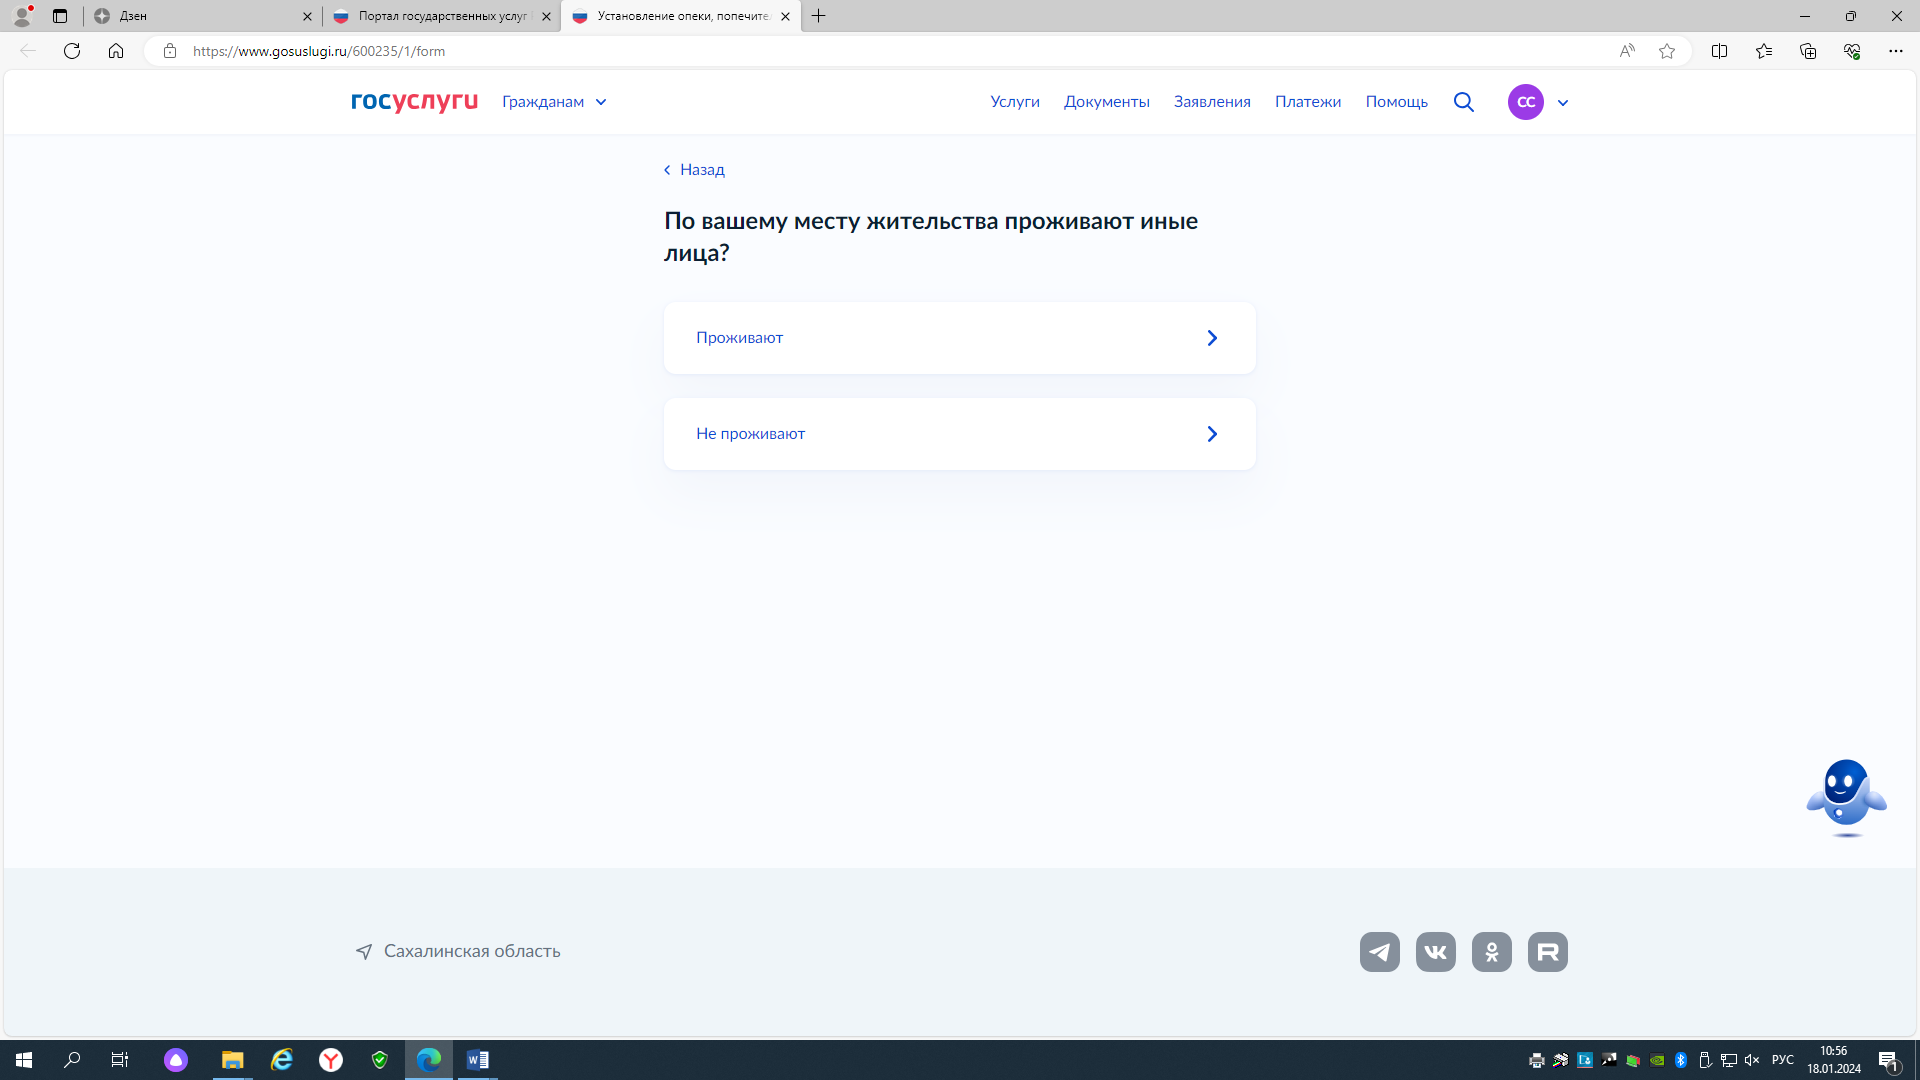 Дзен
Портал государственных услуг
Установление опеки, попечите
https://www.gosuslugi.ru/600235/1/form
госуслуги
Гражданам
Услуги
Документы
Заявления
Платежи
Помощь
СС
Назад
По вашему месту жительства проживают иные
лица?
Проживают
Не проживают
Сахалинская область
РУС
10:56
18.01.2024
1